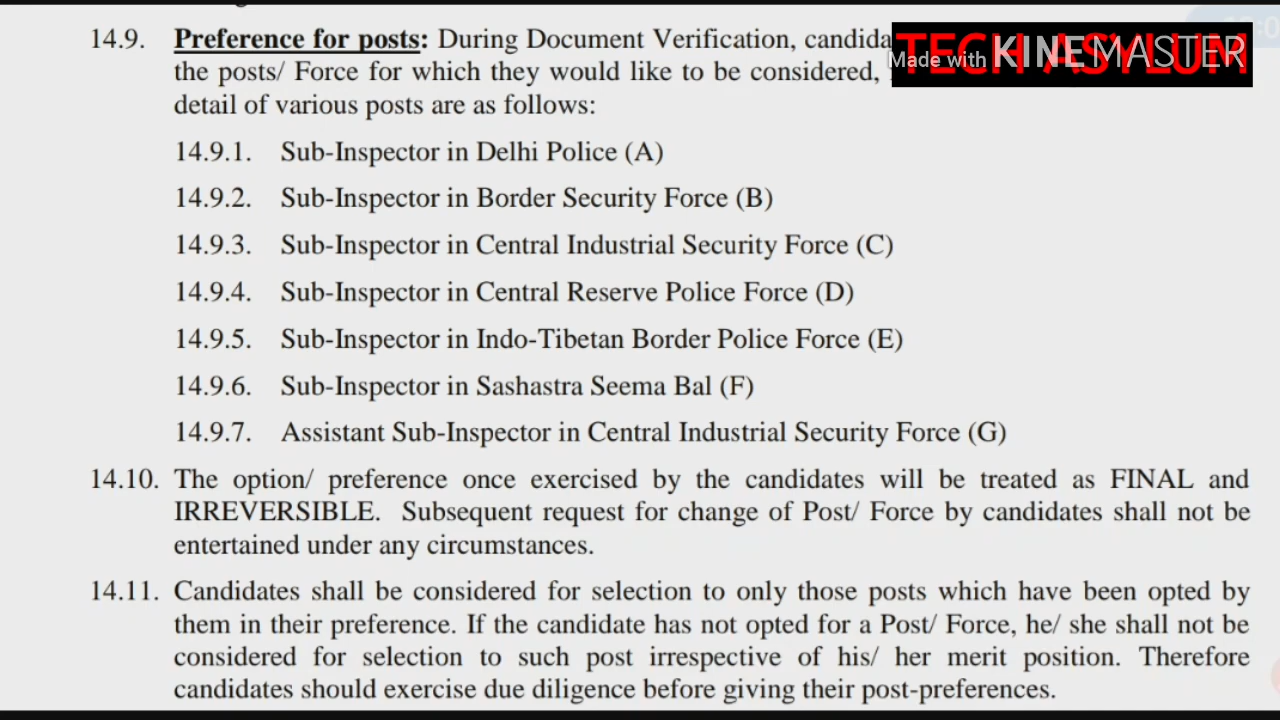 14.9. Preference for posts: During Document Verification, 
the posts/ Force for which they would like to be considered,
detail of various posts are as follows:
14.9.1. Sub-Inspector in Delhi Police (A)
14.9.2. Sub-Inspector in Border Security Force (B)
14.9.3. Sub-Inspector in Central Industrial Security Force (C)
14.9.4. Sub-Inspector in Central Reserve Police Force (D)
14.9.5. Sub-Inspector in Indo-Tibetan Border Police Force (E)
14.9.6. Sub-Inspector in Sashastra Seema Bal (F)
14.9.7. Assistant Sub-Inspector in Central Industrial Security Force (G)
14.10. The option/ preference once exercised by the candidates will be treated as FINAL and
IRREVERSIBLE. Subsequent request for change of Post/ Force by candidates shall not be
entertained under any circumstances.
14.11. Candidates shall be considered for selection to only those posts which have been opted by
them in their preference. If the candidate has not opted for a Post/ Force, he/ she shall not be
considered for selection to such post irrespective of his/ her merit position. Therefore
candidates should exercise due diligence before giving their post-preferences.
TECH ASYLUM
Made with KINEMASTER